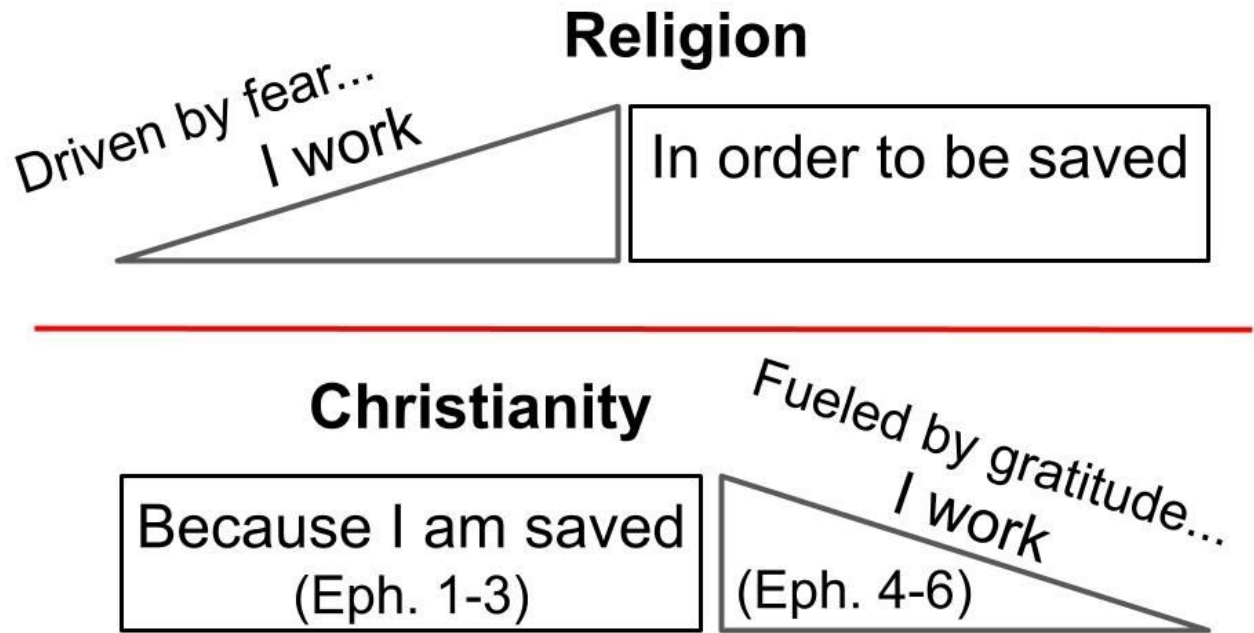 Religion
Driven by fear...
I work
In order to be saved
Christianity
Because I am saved
(Eph. 1-3)
Fueled by gratitude...
I work
(Eph. 4-6)